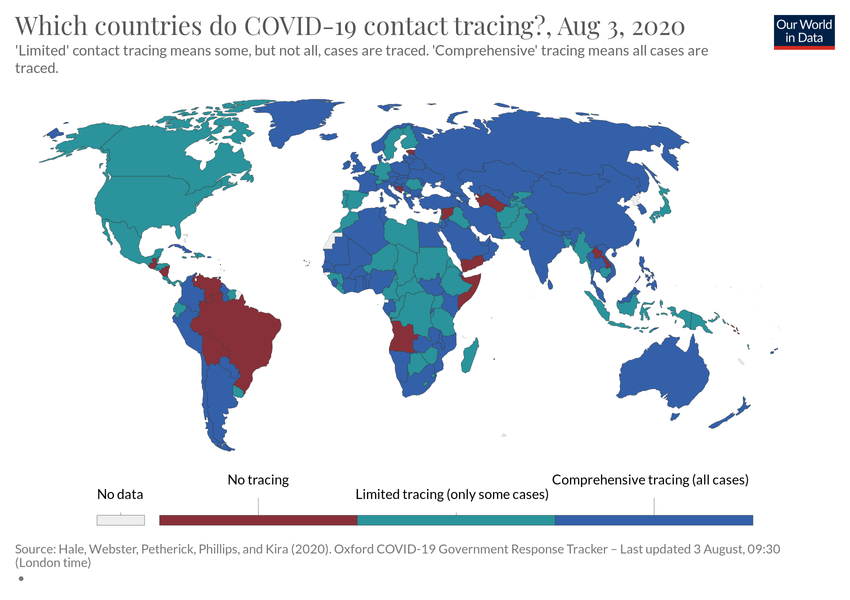 Which countries do COVID-19 contact tracing?, Aug 3, 2020
Our World
in Data
'Limited' contact tracing means some, but not all, cases are traced. 'Comprehensive' tracing means all cases are
traced.
No tracing
Comprehensive tracing (all cases)
No data
Limited tracing (only some cases)
Source: Hale, Webster, Petherick, Phillips, and Kira (2020). Oxford COVID-19 Government Response Tracker – Last updated 3 August, 09:30
(London time)